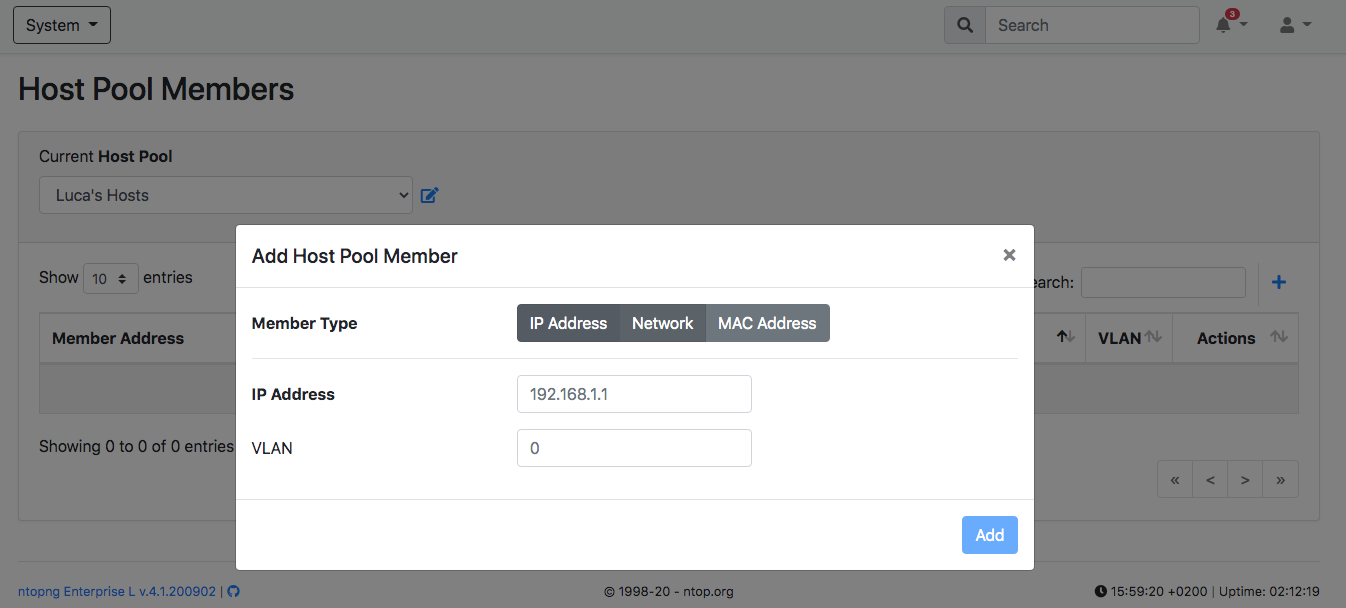 System
Search
3
Host Pool Members
Current Host Pool
Luca's Hosts
Add Host Pool Member ×
Show 10 entries
earch:
Member Type IP Address Network MAC Address
Member Address VLAN Actions
IP Address 192.168.1.1
Showing 0 to 0 of 0 entries
VLAN 0
« < > »
Add
ntopng Enterprise L v.4.1.200902 | © 1998-20 - ntop.org 15:59:20 +0200 | Uptime: 02:12:19